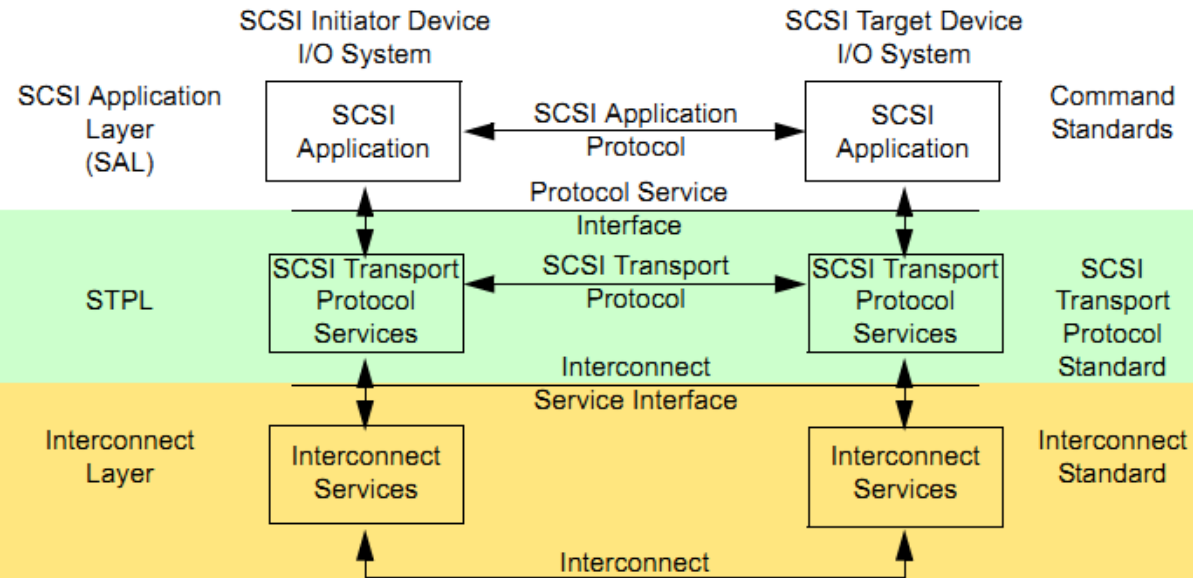 SCSI Initiator Device
I/O System
SCSI Target Device
I/O System
SCSI Application
Layer
(SAL)
SCSI
Application
SCSI Application
Protocol
SCSI
Application
Command
Standards
Protocol Service
Interface
STPL
SCSI Transport
Protocol
Services
SCSI Transport
Protocol
SCSI Transport
Protocol
Services
SCSI
Transport
Protocol
Standard
Interconnect
Service Interface
Interconnect
Layer
Interconnect
Services
Interconnect
Services
Interconnect
Standard
Interconnect